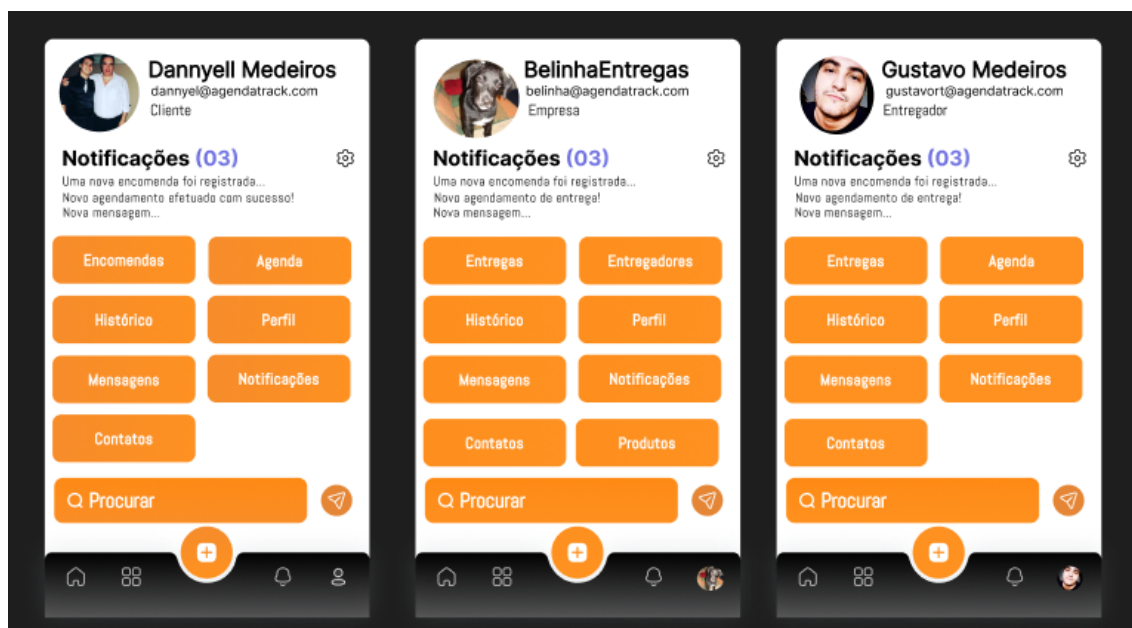 Dannyell Medeiros
dannyel@agendatrack.com
Cliente
Notificações (03)
Uma nova encomenda foi registrada...
Novo agendamento efetuado com sucesso!
Nova mensagem...
Encomendas
Agenda
Histórico
Perfil
Mensagens
Notificações
Contatos
Procurar
BelinhaEntregas
belinha@agendatrack.com
Empresa
Notificações (03)
Uma nova encomenda foi registrada...
Novo agendamento de entrega!
Nova mensagem...
Entregas
Entregadores
Histórico
Perfil
Mensagens
Notificações
Contatos
Produtos
Procurar
Gustavo Medeiros
gustavort@agendatrack.com
Entregador
Notificações (03)
Uma nova encomenda foi registrada...
Novo agendamento de entrega!
Nova mensagem...
Entregas
Agenda
Histórico
Perfil
Mensagens
Notificações
Contatos
Procurar